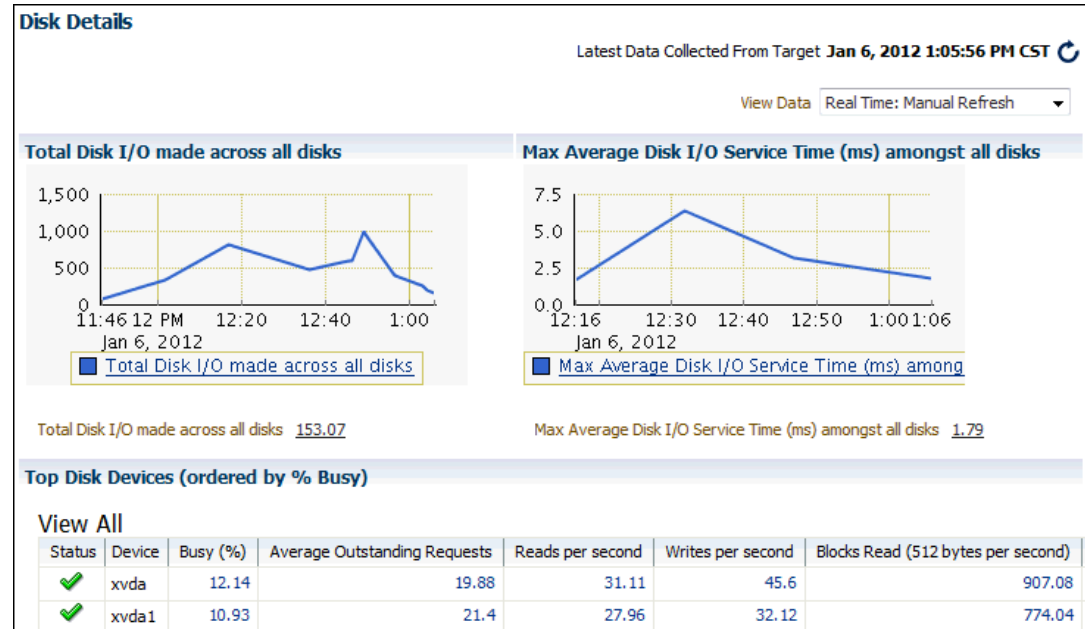 Disk Details
Latest Data Collected From Target Jan 6, 2012 1:05:56 PM CST
View Data Real Time: Manual Refresh
Total Disk I/O made across all disks
1,500
1,000
500
0
11:46 12 PM 12:20 12:40 1:00
Jan 6, 2012
Total Disk I/O made across all disks
Total Disk I/O made across all disks 153.07
Max Average Disk I/O Service Time (ms) amongst all disks
7.5
5.0
2.5
0.0
12:16 12:30 12:40 12:50 1:00 1:06
Jan 6, 2012
Max Average Disk I/O Service Time (ms) among
Max Average Disk I/O Service Time (ms) amongst all disks 1.79
Top Disk Devices (ordered by % Busy)
View All
Status Device Busy (%) Average Outstanding Requests Reads per second Writes per second Blocks Read (512 bytes per second)
xvda 12.14 19.88 31.11 45.6 907.08
xvda1 10.93 21.4 27.96 32.12 774.04